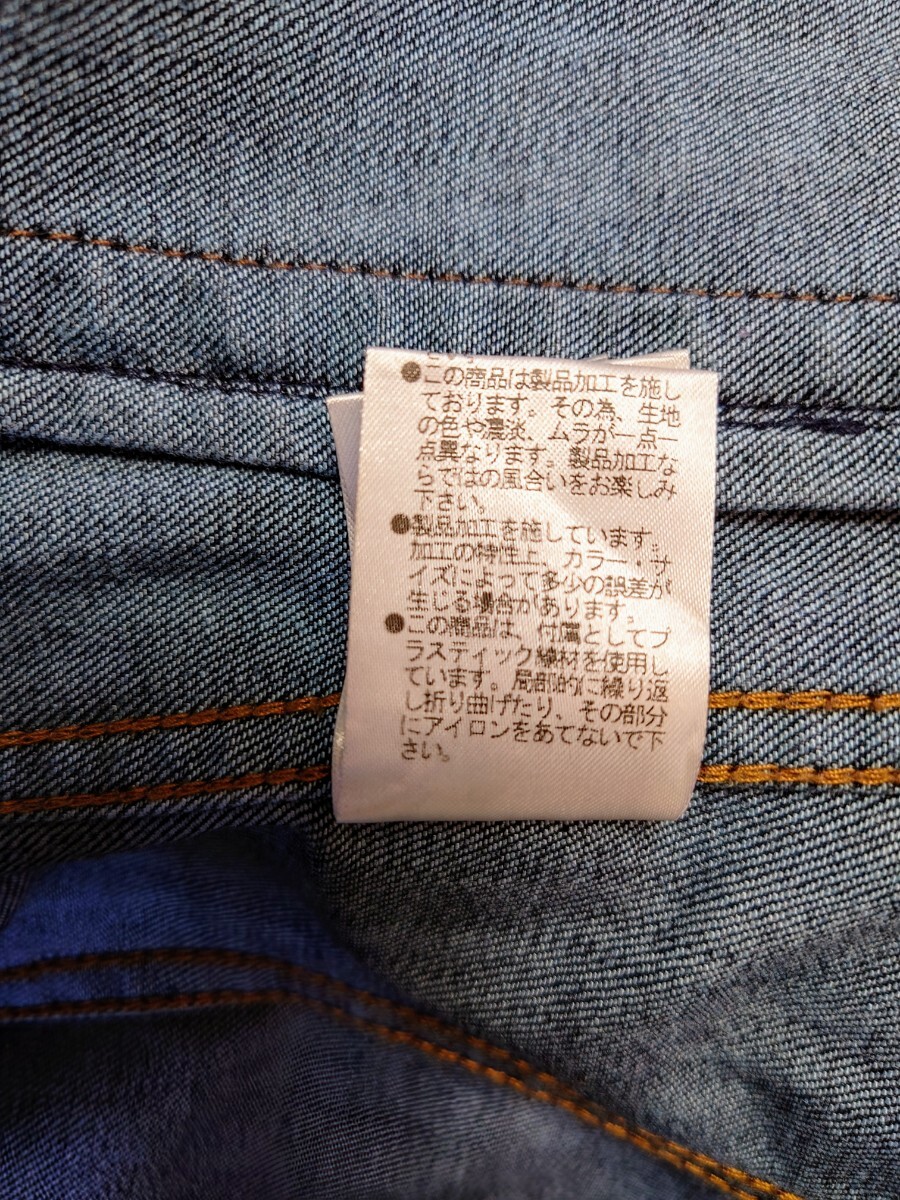 ●この商品は製品加工を施し
ております。その為、生地
の色や濃淡、ムラが一点一
点異なります。製品加工な
らではの風合いをお楽しみ
下さい。
●製品加工を施しています。
加工の特性上、カラー・サ
イズによって多少の誤差が
生じる場合があります。
●この商品は、付属としてプ
ラスティック線材を使用し
ています。局部的に繰り返
し折り曲げたり、その部分
にアイロンをあてないで下
さい。